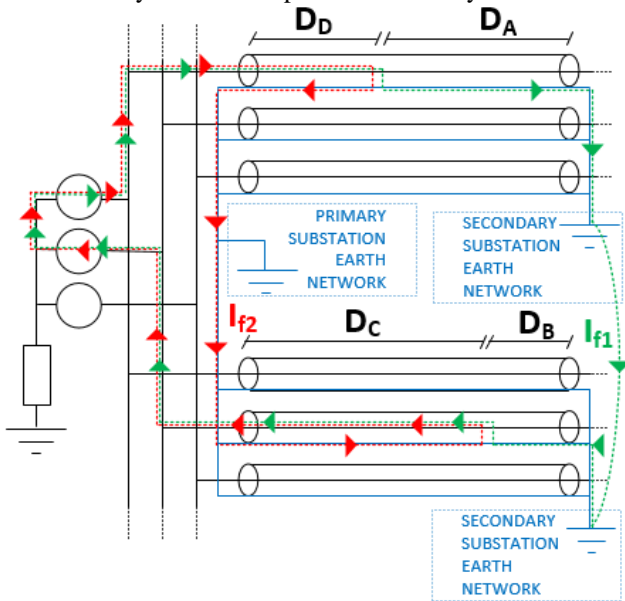 D_D D_A
PRIMARY
SUBSTATION
EARTH
NETWORK
SECONDARY
SUBSTATION
EARTH
NETWORK
I_f2
D_C D_B
I_f1
SECONDARY
SUBSTATION
EARTH
NETWORK